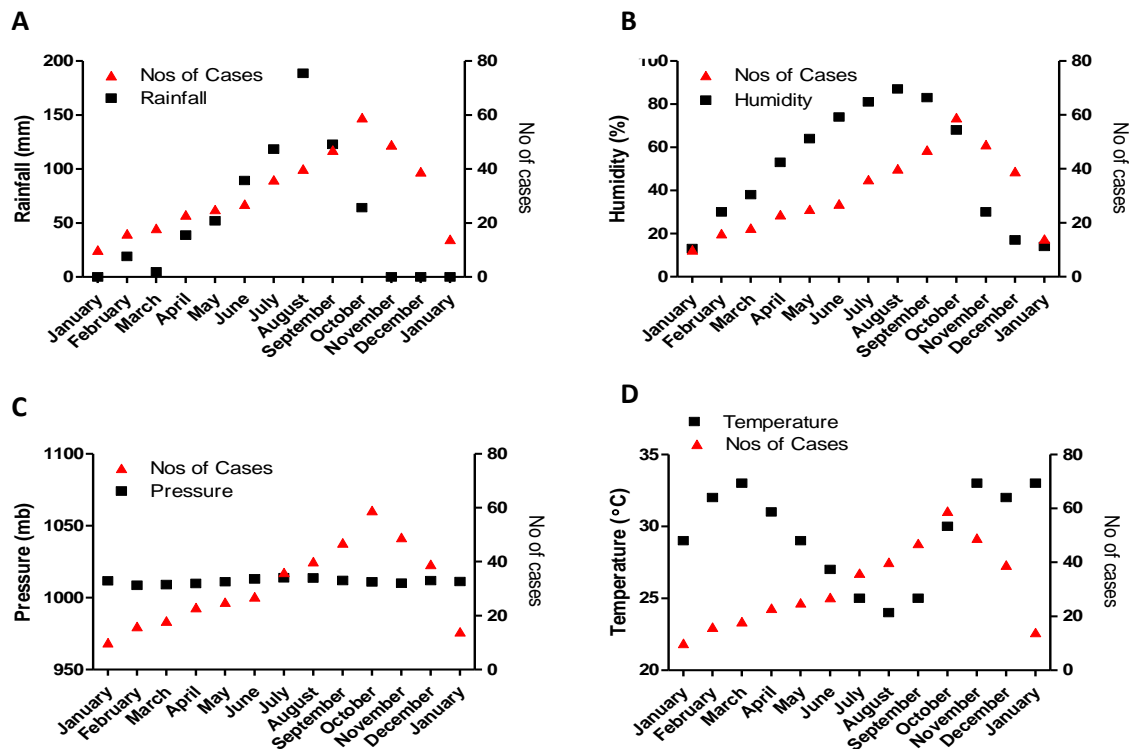 A
Nos of Cases
Rainfall
Rainfall (mm)
200
150
100
50
0
80
60
40
20
0
No of cases
January
February
March
April
May
June
July
August
September
October
November
December
January
B
Nos of Cases
Humidity
Humidity (%)
100
80
60
40
20
0
80
60
40
20
0
No of cases
January
February
March
April
May
June
July
August
September
October
November
December
January
C
Nos of Cases
Pressure
Pressure (mb)
1100
1050
1000
950
80
60
40
20
0
No of cases
January
February
March
April
May
June
July
August
September
October
November
December
January
D
Temperature
Nos of Cases
Temperature (°C)
35
30
25
20
80
60
40
20
0
No of cases
January
February
March
April
May
June
July
August
September
October
November
December
January